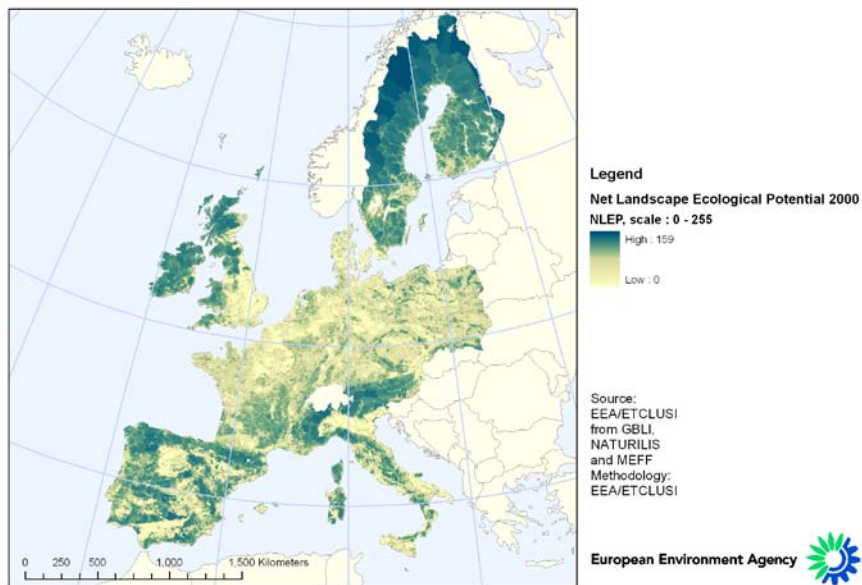 Legend
Net Landscape Ecological Potential 2000
NLEP, scale : 0 - 255
High : 159
Low : 0
Source:
EEA/ETCLUSI
from GBLI,
NATURILIS
and MEFF
Methodology:
EEA/ETCLUSI
0 250 500 1.000 1.500 Kilometers
European Environment Agency